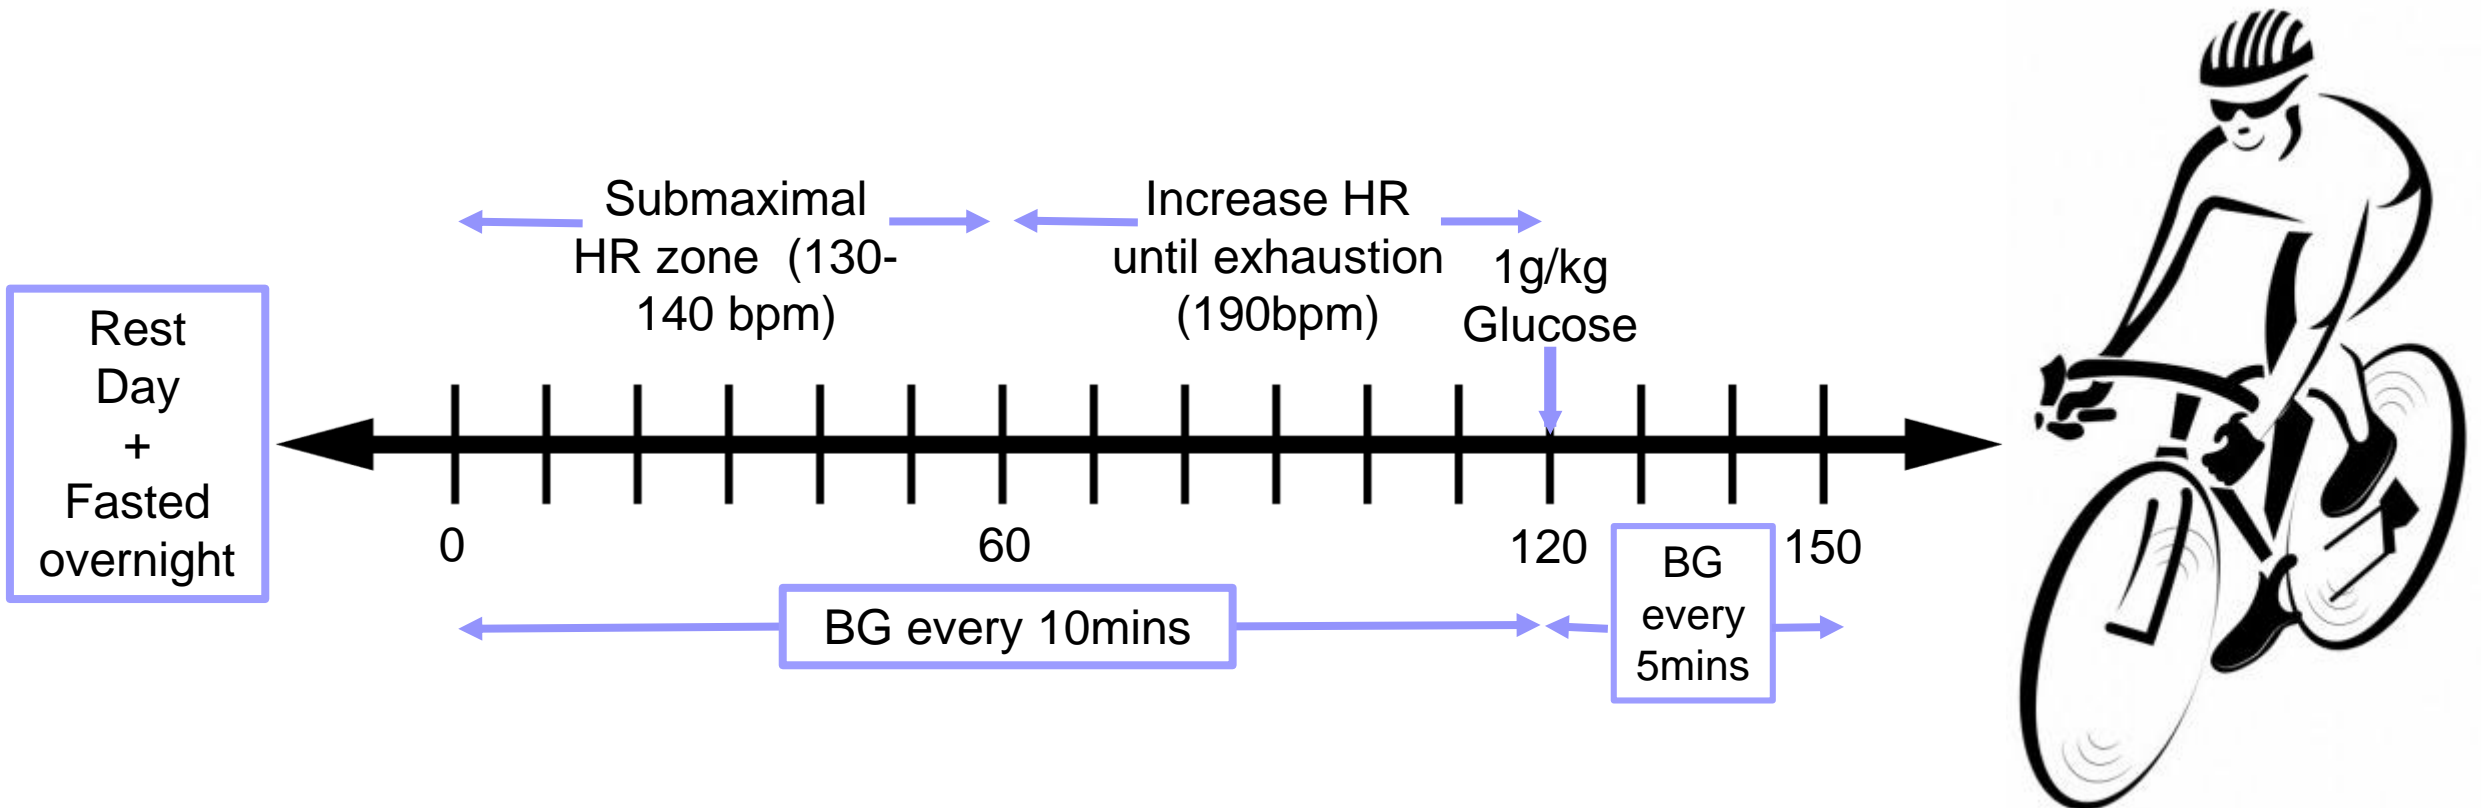 Rest
Day
+
Fasted
overnight
Submaximal
HR zone  (130-
140 bpm)
Increase HR
until exhaustion
(190bpm)
1g/kg
Glucose
0
60
120
150
BG every 10mins
BG
every
5mins